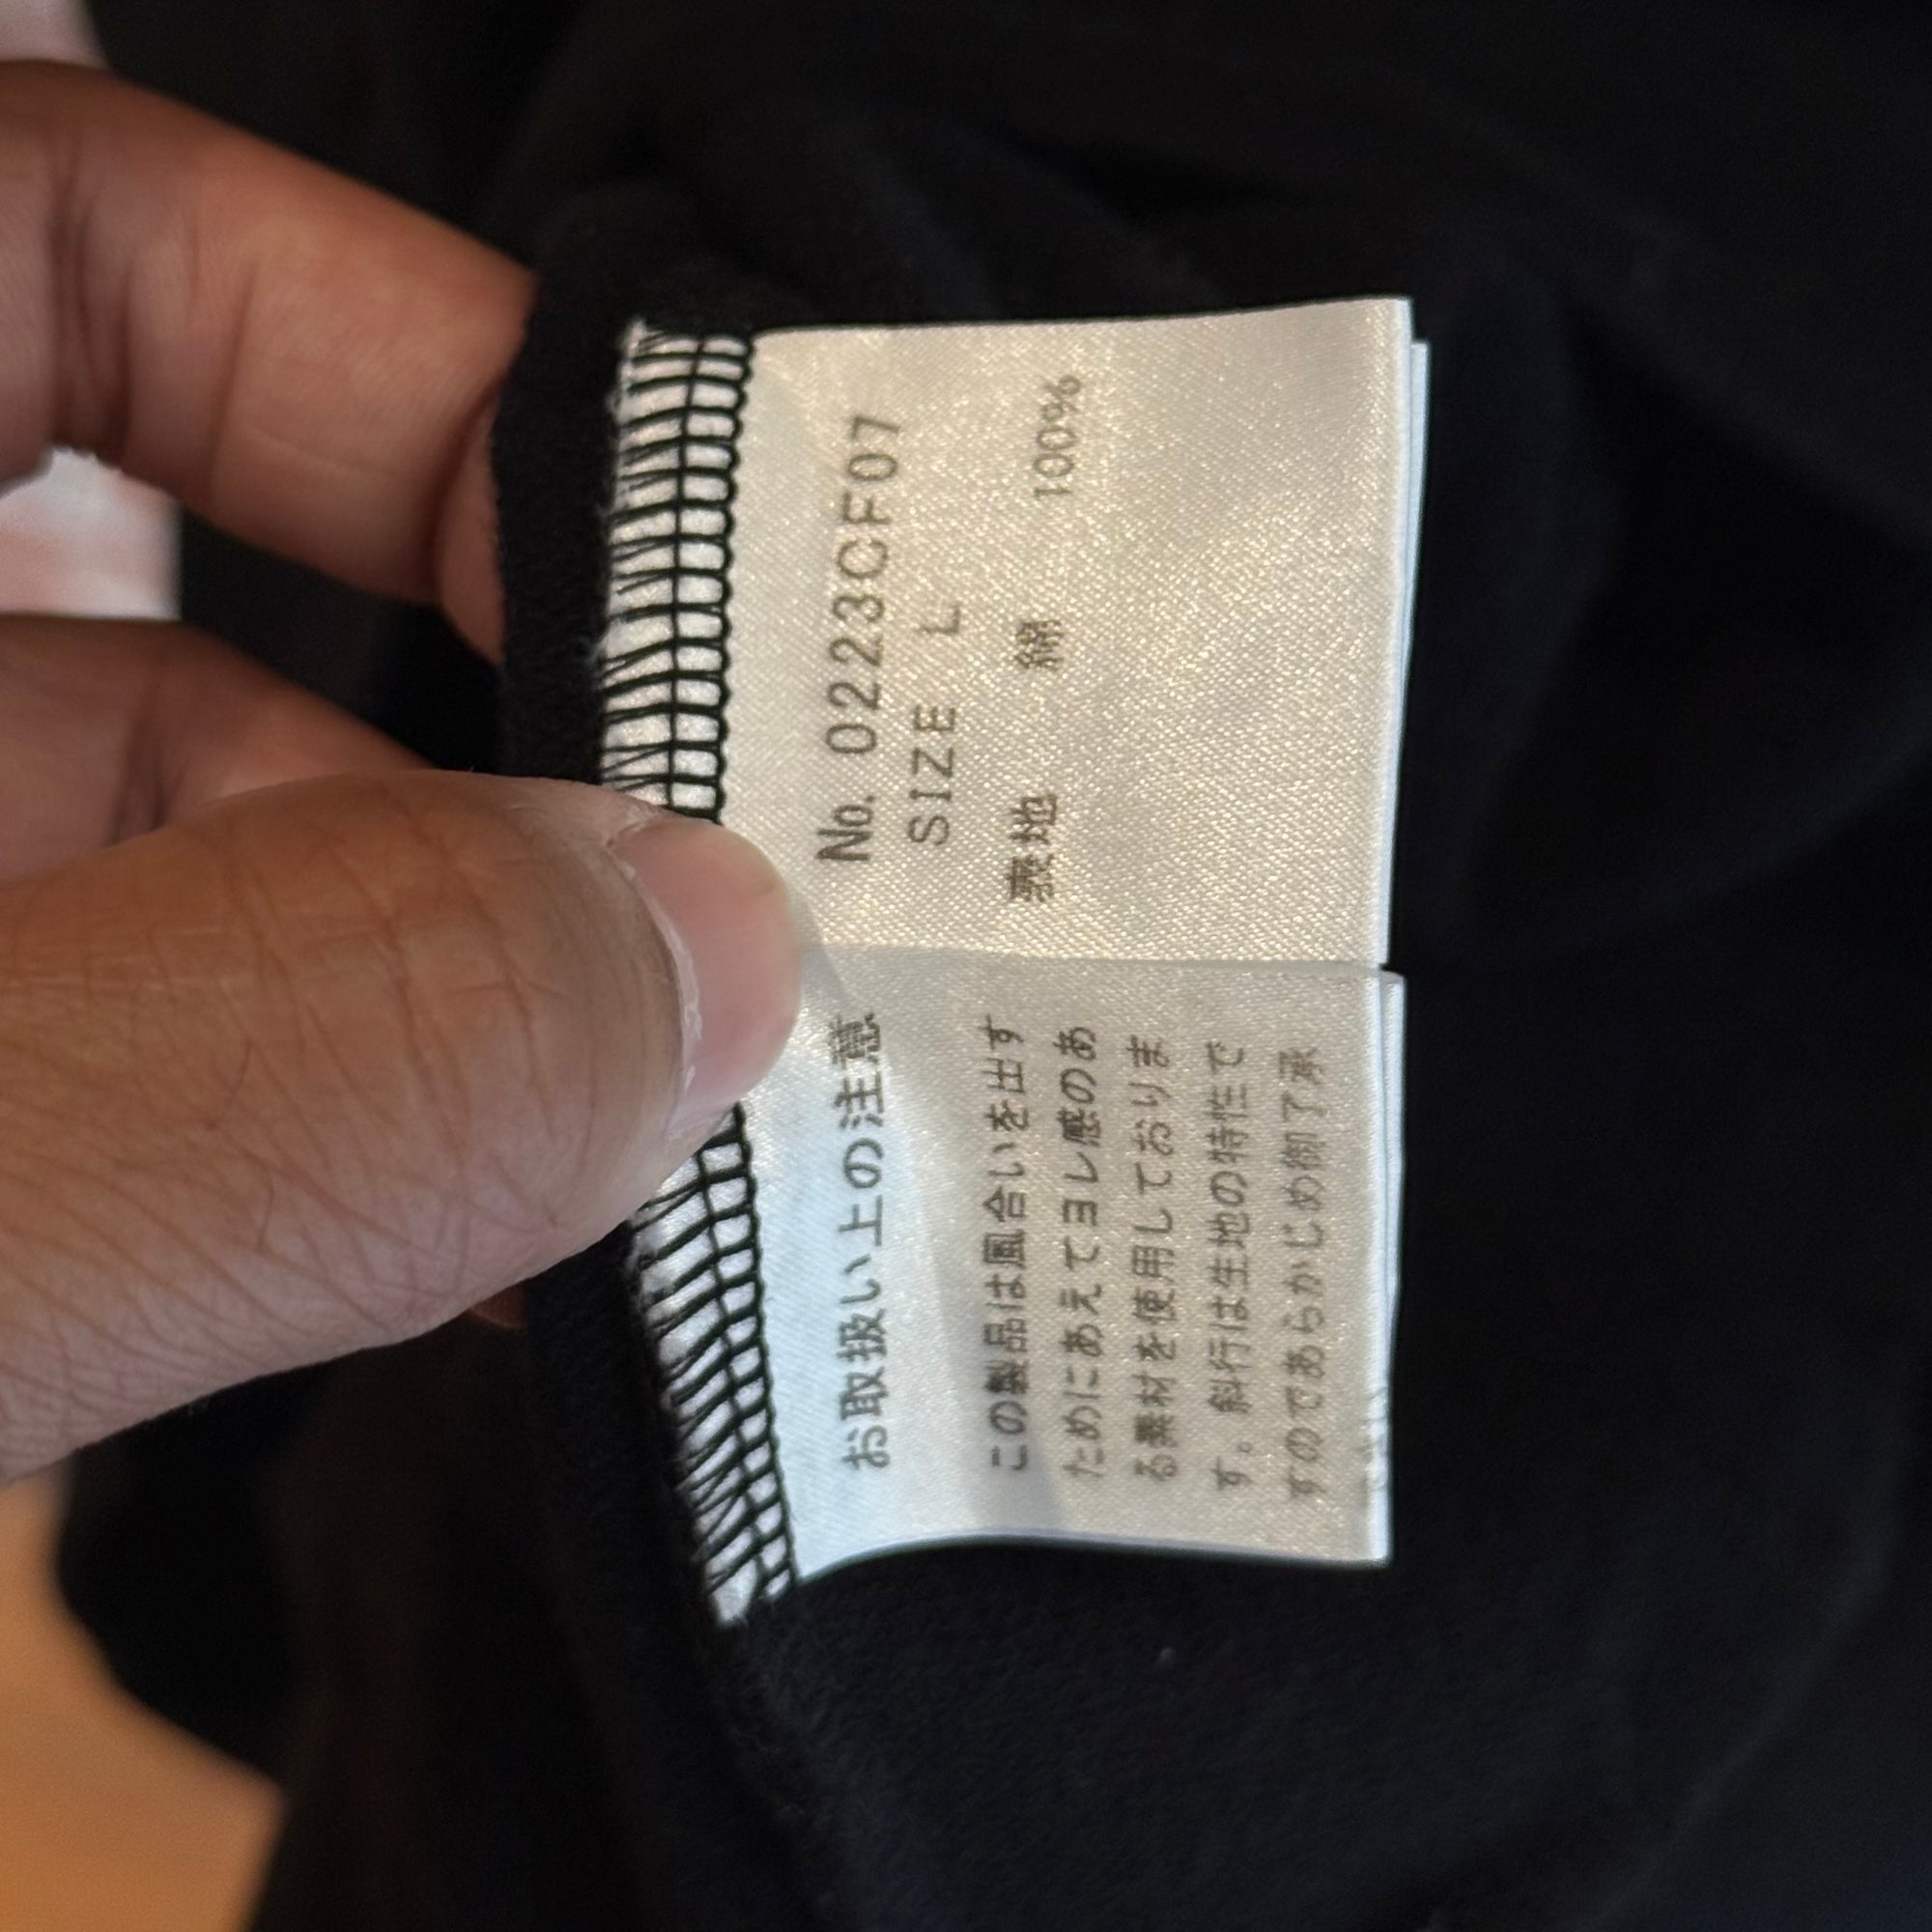 No. 0223CF07
SIZE L
裏地 綿 100%
お取扱い上の注意
この製品は風合いを出す
ためにあえてヨレ感のあ
る素材を使用しておりま
す。斜行は生地の特性で
すのであらかじめ御了承